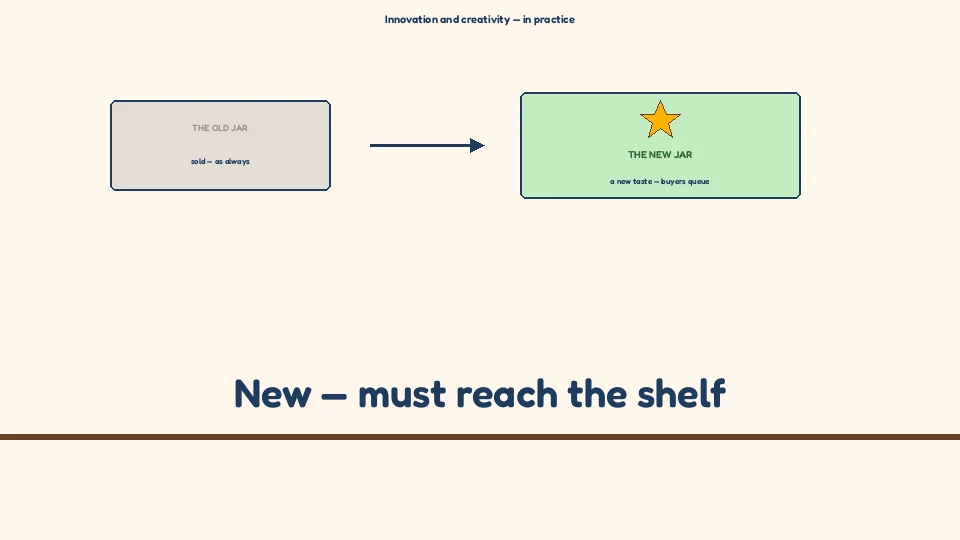 Innovation and creativity — in practice
THE OLD JAR
sold — as always
THE NEW JAR
a new taste — buyers queue
New — must reach the shelf